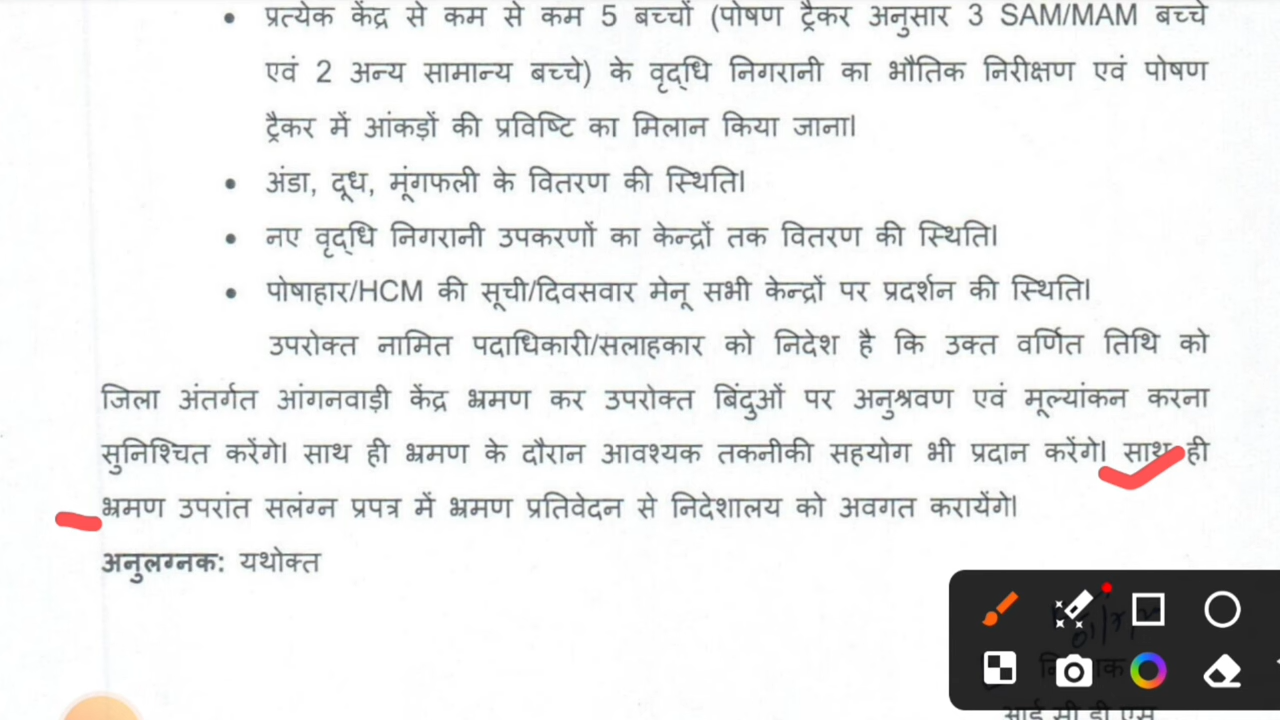 • प्रत्येक केंद्र से कम से कम 5 बच्चों (पोषण ट्रैकर अनुसार 3 SAM/MAM बच्चे
एवं 2 अन्य सामान्य बच्चे) के वृद्धि निगरानी का भौतिक निरीक्षण एवं पोषण
ट्रैकर में आंकड़ों की प्रविष्टि का मिलान किया जाना।
• अंडा, दूध, मूंगफली के वितरण की स्थिति।
• नए वृद्धि निगरानी उपकरणों का केन्द्रों तक वितरण की स्थिति।
• पोषाहार/HCM की सूची/दिवसवार मेनू सभी केन्द्रों पर प्रदर्शन की स्थिति।
उपरोक्त नामित पदाधिकारी/सलाहकार को निदेश है कि उक्त वर्णित तिथि को
जिला अंतर्गत आंगनवाड़ी केंद्र भ्रमण कर उपरोक्त बिंदुओं पर अनुश्रवण एवं मूल्यांकन करना
सुनिश्चित करेंगे। साथ ही भ्रमण के दौरान आवश्यक तकनीकी सहयोग भी प्रदान करेंगे। साथ ही
भ्रमण उपरांत सलंग्न प्रपत्र में भ्रमण प्रतिवेदन से निदेशालय को अवगत करायेंगे।
अनुलग्नक: यथोक्त
आई सी डी एस